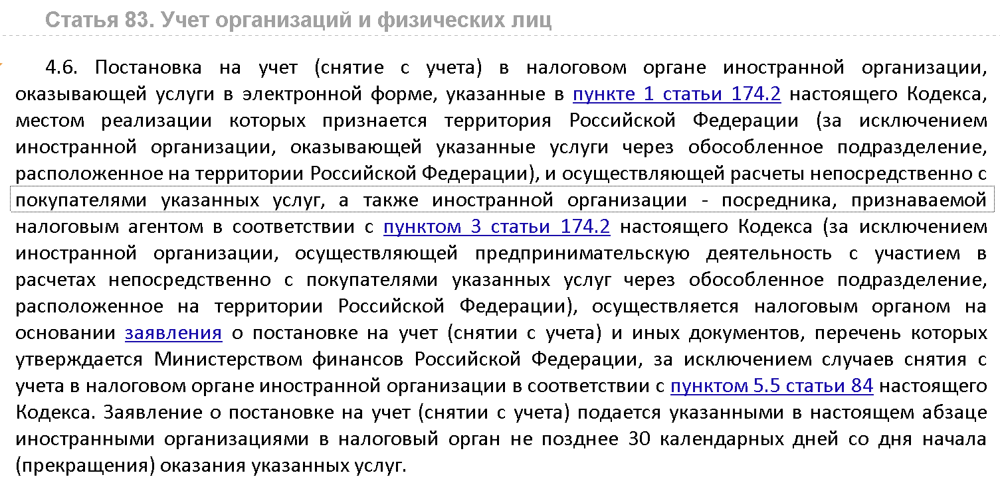 Статья 83. Учет организаций и физических лиц
4.6. Постановка на учет (снятие с учета) в налоговом органе иностранной организации,
оказывающей услуги в электронной форме, указанные в пункте 1 статьи 174.2 настоящего Кодекса,
местом реализации которых признается территория Российской Федерации (за исключением
иностранной организации, оказывающей указанные услуги через обособленное подразделение,
расположенное на территории Российской Федерации), и осуществляющей расчеты непосредственно с
покупателями указанных услуг, а также иностранной организации - посредника, признаваемой
налоговым агентом в соответствии с пунктом 3 статьи 174.2 настоящего Кодекса (за исключением
иностранной организации, осуществляющей предпринимательскую деятельность с участием в
расчетах непосредственно с покупателями указанных услуг через обособленное подразделение,
расположенное на территории Российской Федерации), осуществляется налоговым органом на
основании заявления о постановке на учет (снятии с учета) и иных документов, перечень которых
утверждается Министерством финансов Российской Федерации, за исключением случаев снятия с
учета в налоговом органе иностранной организации в соответствии с пунктом 5.5 статьи 84 настоящего
Кодекса. Заявление о постановке на учет (снятии с учета) подается указанными в настоящем абзаце
иностранными организациями в налоговый орган не позднее 30 календарных дней со дня начала
(прекращения) оказания указанных услуг.